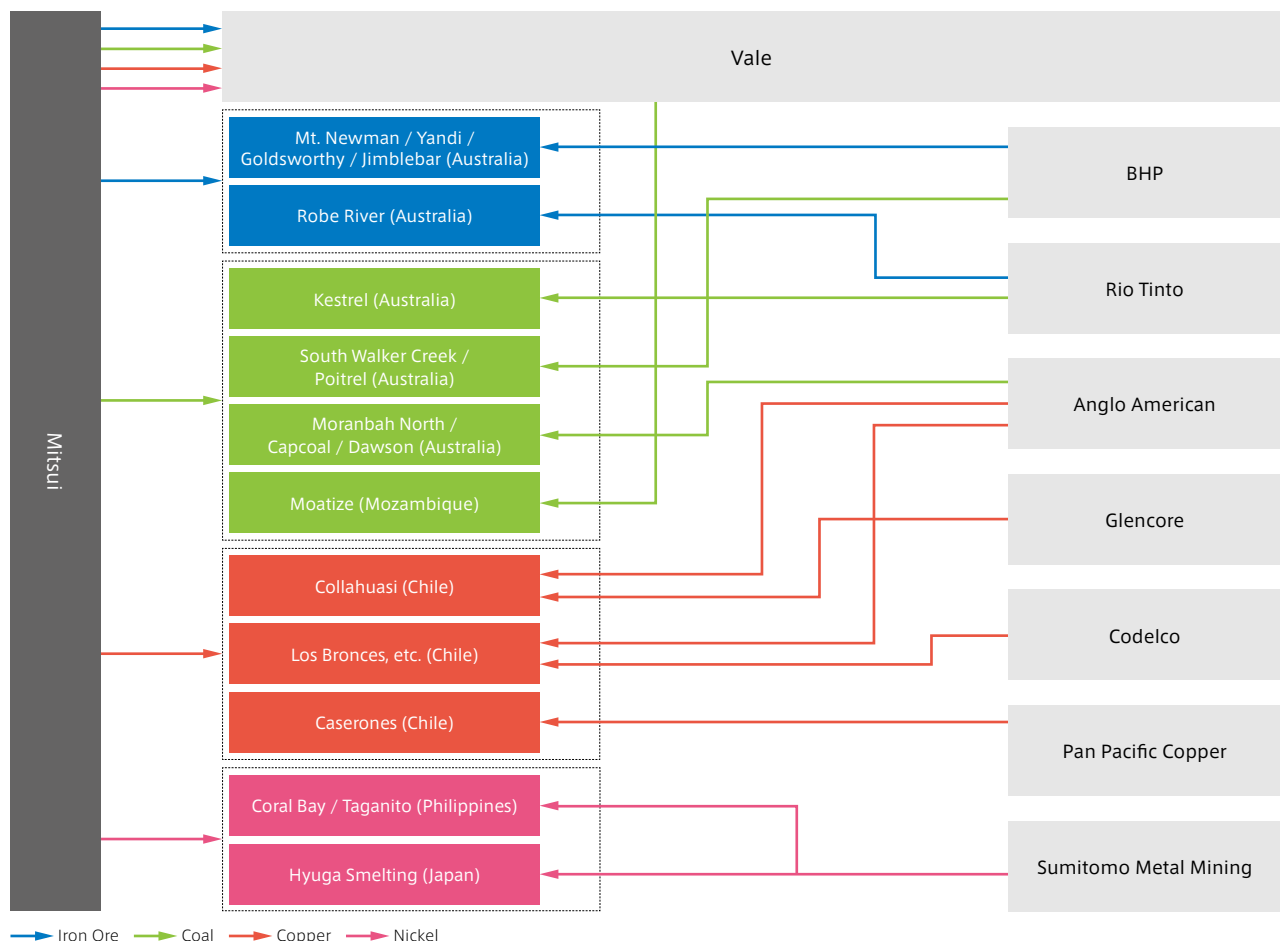 Mitsui
Vale
Mt. Newman / Yandi /
Goldsworthy / Jimblebar (Australia)
Robe River (Australia)
Kestrel (Australia)
South Walker Creek /
Poitrel (Australia)
Moranbah North /
Capcoal / Dawson (Australia)
Moatize (Mozambique)
Collahuasi (Chile)
Los Bronces, etc. (Chile)
Caserones (Chile)
Coral Bay / Taganito (Philippines)
Hyuga Smelting (Japan)
BHP
Rio Tinto
Anglo American
Glencore
Codelco
Pan Pacific Copper
Sumitomo Metal Mining
Iron Ore Coal Copper Nickel